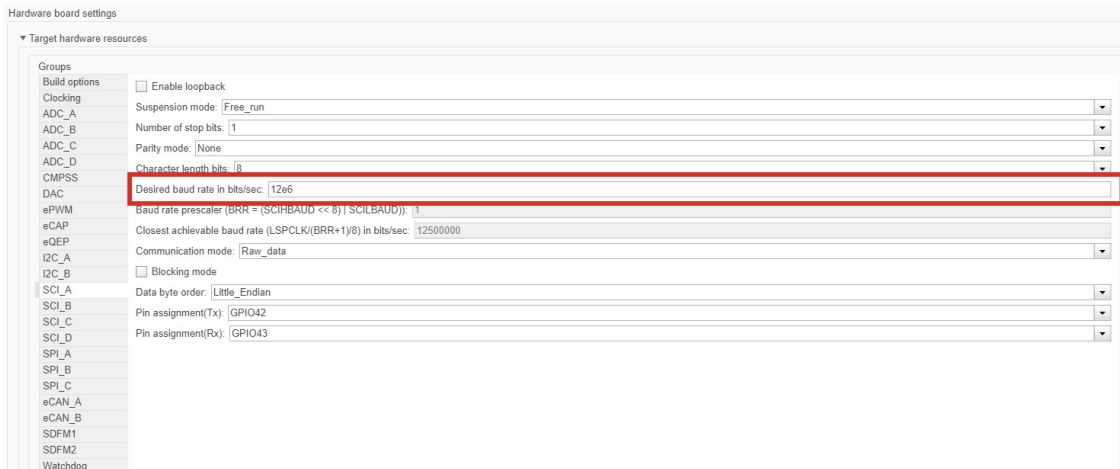 Hardware board settings
Target hardware resources
Groups
Build options
Clocking
ADC_A
ADC_B
ADC_C
ADC_D
CMPSS
DAC
ePWM
eCAP
eQEP
I2C_A
I2C_B
SCI_A
SCI_B
SCI_C
SCI_D
SPI_A
SPI_B
SPI_C
eCAN_A
eCAN_B
SDFM1
SDFM2
Watchdog
Enable loopback
Suspension mode: Free_run
Number of stop bits: 1
Parity mode: None
Character length bits: 8
Desired baud rate in bits/sec: 12e6
Baud rate prescaler (BRR = (SCIHBAUD << 8) | SCILBAUD)): 1
Closest achievable baud rate (LSPCLK/(BRR+1)/8) in bits/sec: 12500000
Communication mode: Raw_data
Blocking mode
Data byte order: Little_Endian
Pin assignment(Tx): GPIO42
Pin assignment(Rx): GPIO43